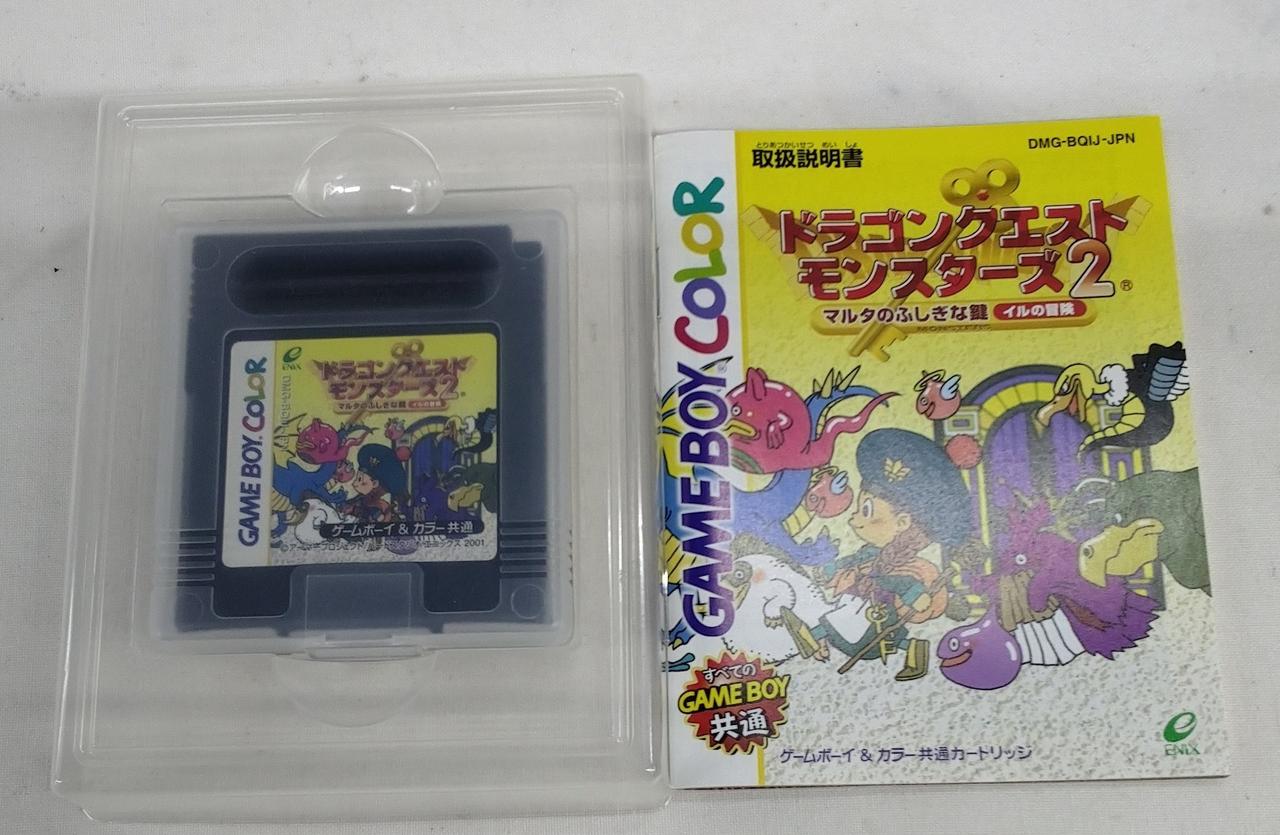 ENIX
ドラゴンクエスト
モンスターズ2
マルタのふしぎな鍵 イルの冒険
GAME BOY COLOR
ゲームボーイ & カラー共通
2001
とりあつかいせつめいしょ
取扱説明書
DMG-BQIJ-JPN
ドラゴンクエスト
モンスターズ2®
マルタのふしぎな鍵 イルの冒険
MONSTERS
GAME BOY COLOR
すべての
GAME BOY
共通
ゲームボーイ & カラー共通カートリッジ
ENIX